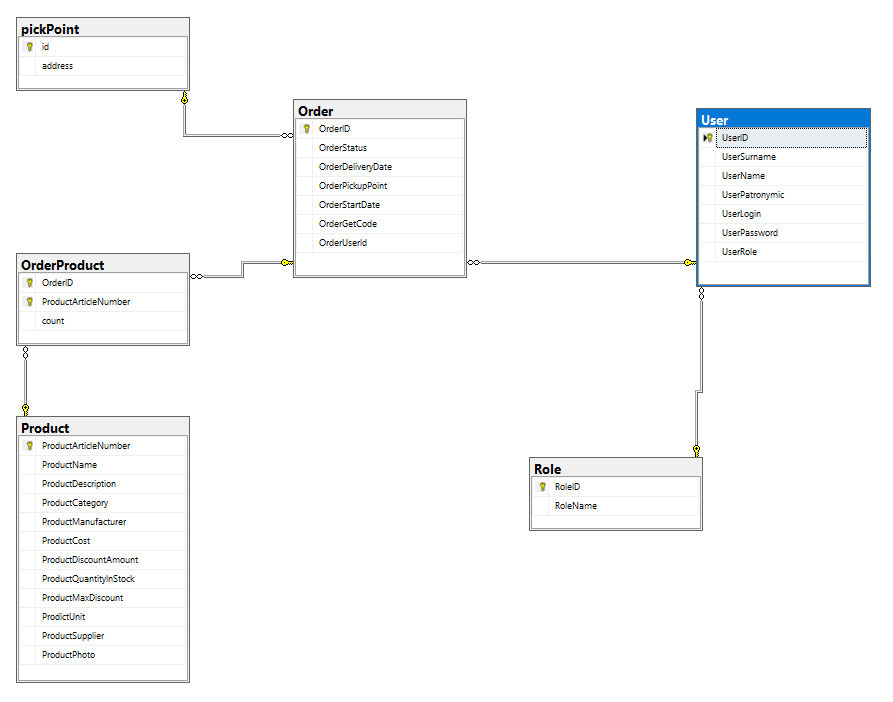 pickPoint
id
address
Order
OrderID
OrderStatus
OrderDeliveryDate
OrderPickupPoint
OrderStartDate
OrderGetCode
OrderUserId
User
UserID
UserSurname
UserName
UserPatronymic
UserLogin
UserPassword
UserRole
OrderProduct
OrderID
ProductArticleNumber
count
Product
ProductArticleNumber
ProductName
ProductDescription
ProductCategory
ProductManufacturer
ProductCost
ProductDiscountAmount
ProductQuantityInStock
ProductMaxDiscount
ProdictUnit
ProductSupplier
ProductPhoto
Role
RoleID
RoleName